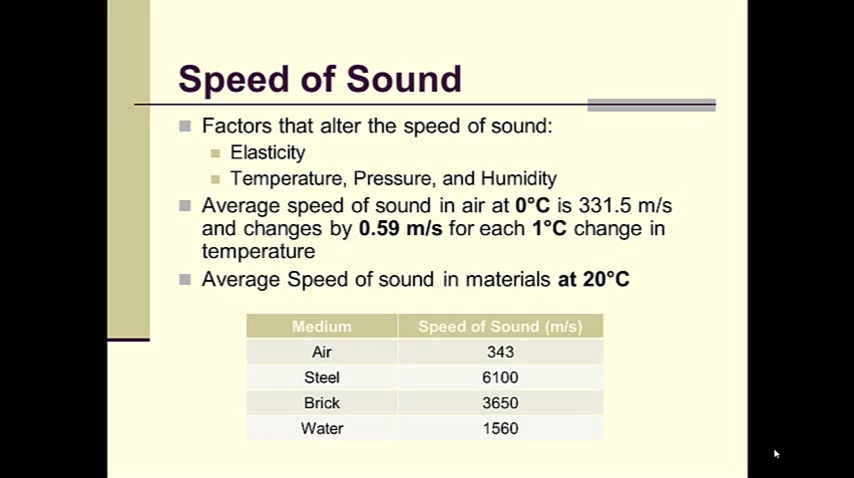 Speed of Sound
Factors that alter the speed of sound:
Elasticity
Temperature, Pressure, and Humidity
Average speed of sound in air at 0°C is 331.5 m/s
and changes by 0.59 m/s for each 1°C change in
temperature
Average Speed of sound in materials at 20°C
Medium Speed of Sound (m/s)
Air 343
Steel 6100
Brick 3650
Water 1560